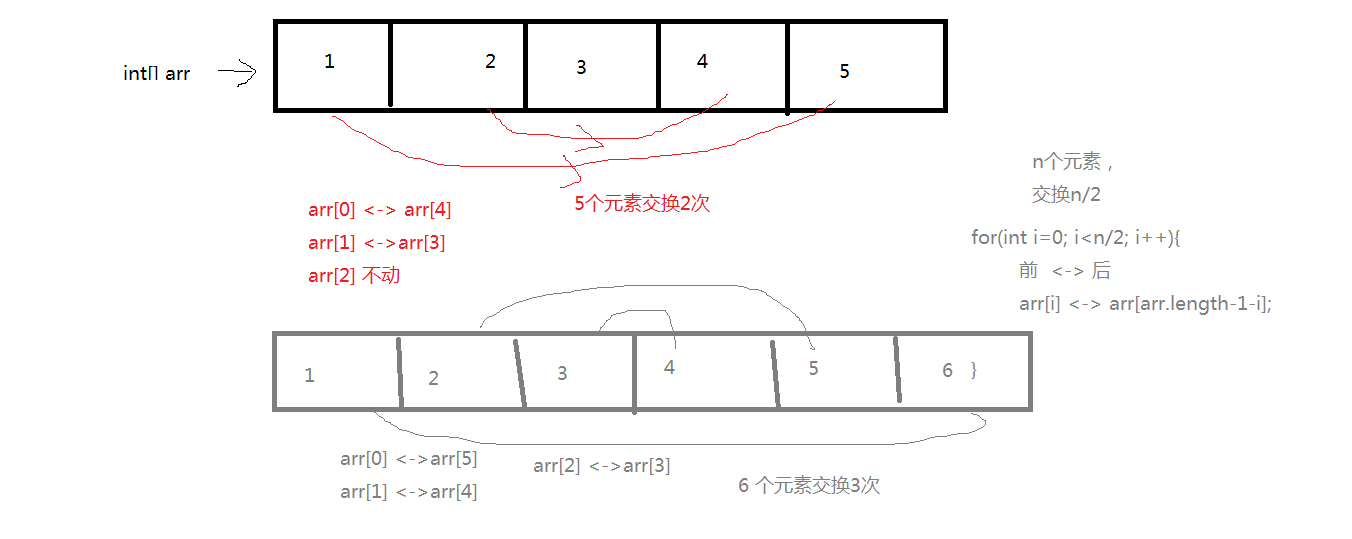 int[] arr
1 2 3 4 5
5个元素交换2次
arr[0] <-> arr[4]
arr[1] <->arr[3]
arr[2] 不动
n个元素，
交换n/2
for(int i=0; i<n/2; i++){
前 <-> 后
arr[i] <-> arr[arr.length-1-i];
}
1 2 3 4 5 6
arr[0] <->arr[5]
arr[1] <->arr[4]
arr[2] <->arr[3]
6 个元素交换3次